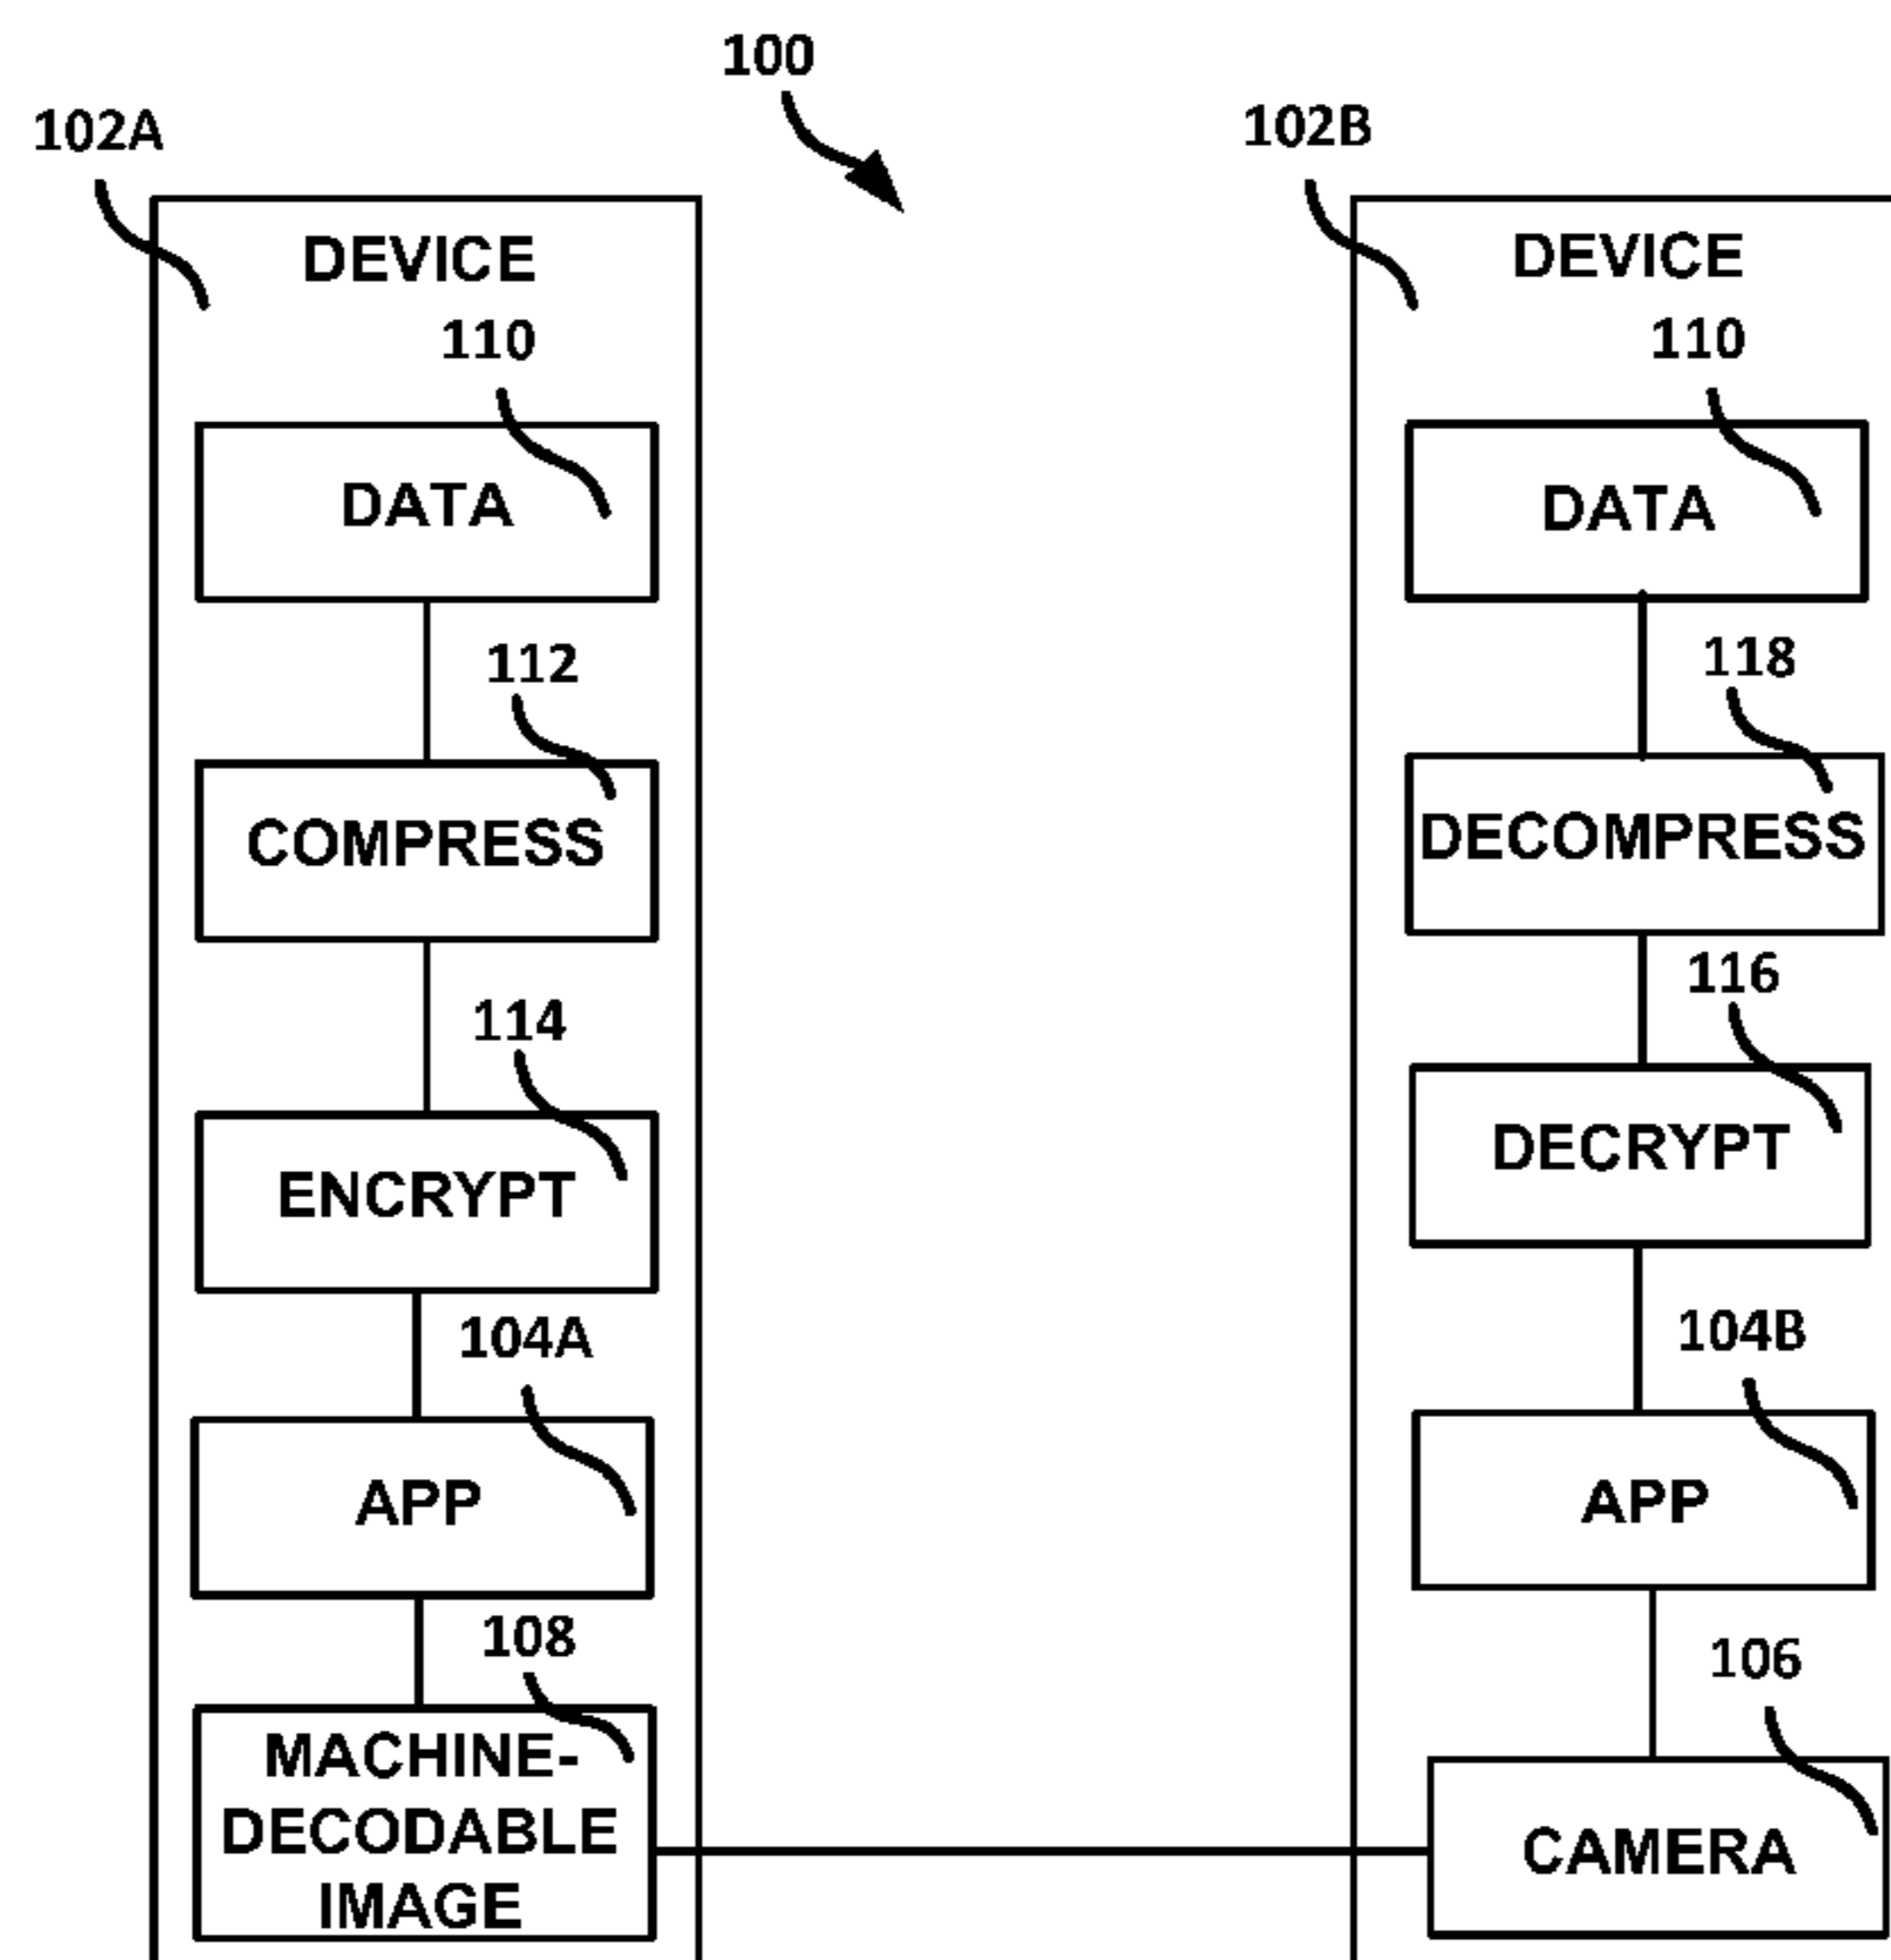 100
102A
DEVICE
110
DATA
112
COMPRESS
114
ENCRYPT
104A
APP
108
MACHINE-
DECODABLE
IMAGE
102B
DEVICE
110
DATA
118
DECOMPRESS
116
DECRYPT
104B
APP
106
CAMERA